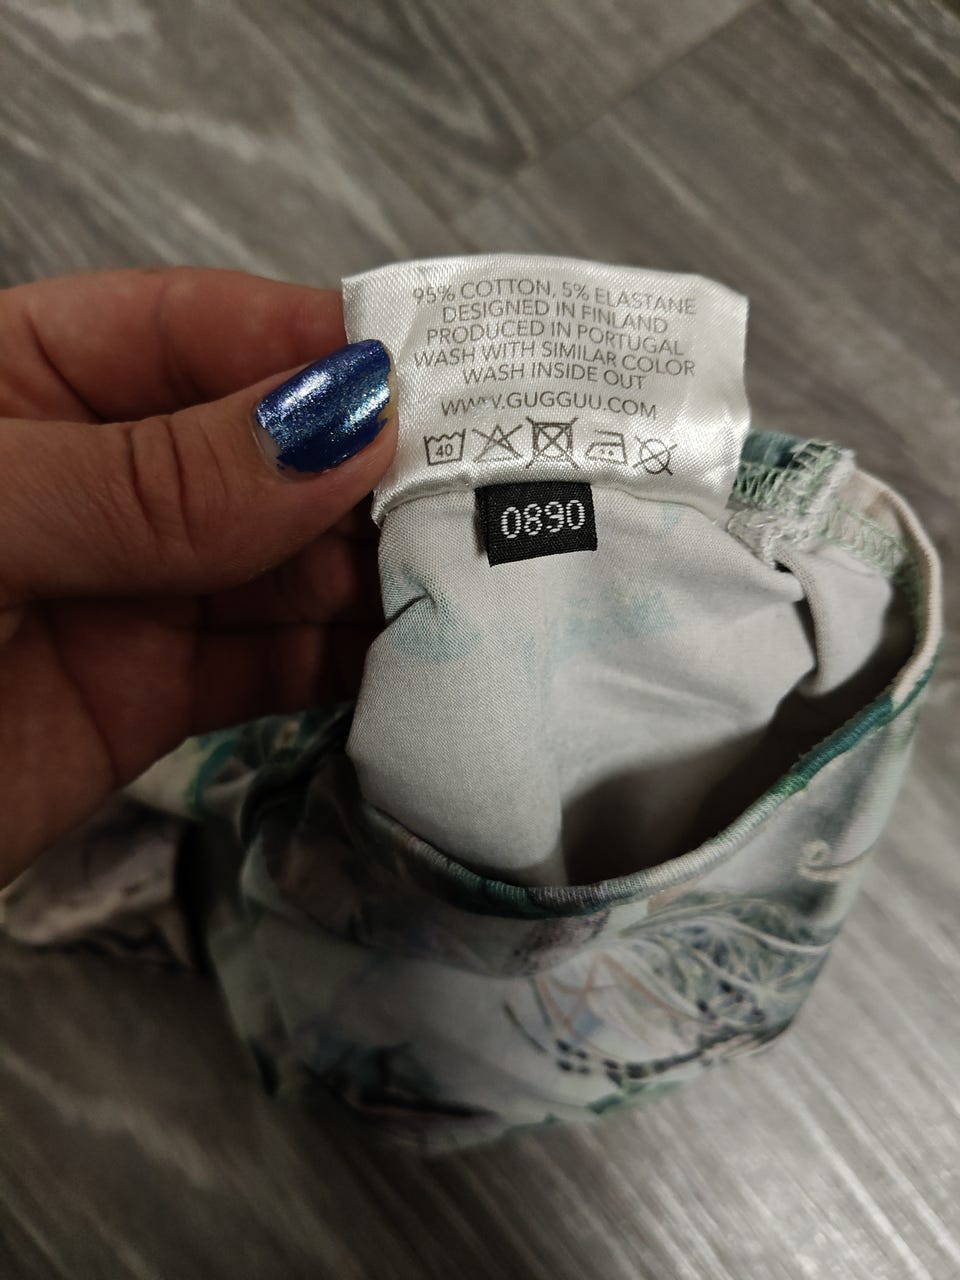 95% COTTON, 5% ELASTANE
DESIGNED IN FINLAND
PRODUCED IN PORTUGAL
WASH WITH SIMILAR COLOR
WASH INSIDE OUT
WWW.GUGGUU.COM
40
0890